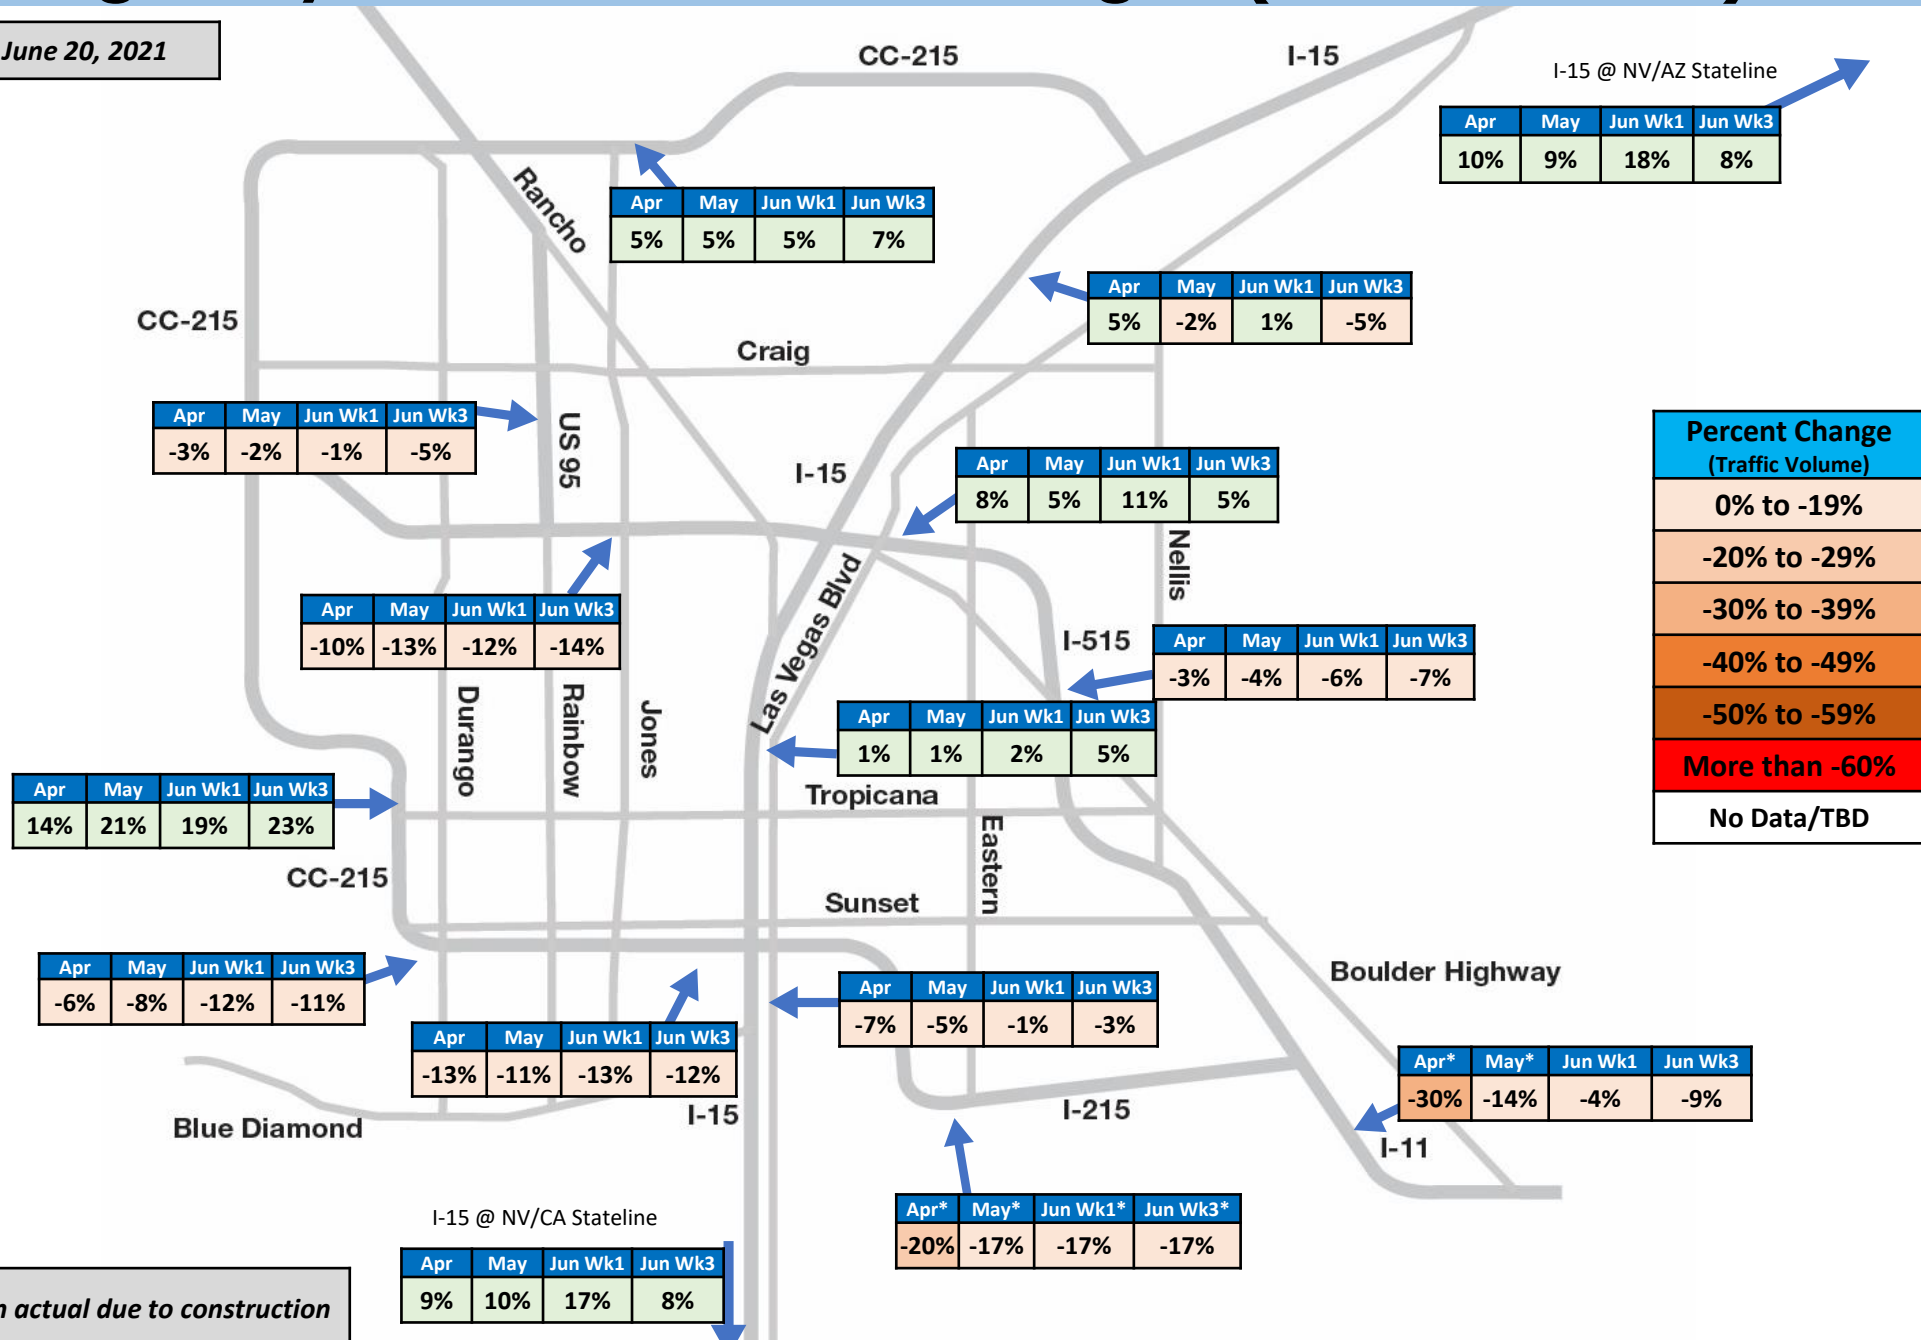 June 20, 2021
CC-215
I-15
I-15 @ NV/AZ Stateline
Apr May Jun Wk1 Jun Wk3
10% 9% 18% 8%
Rancho
Apr May Jun Wk1 Jun Wk3
5% 5% 5% 7%
Apr May Jun Wk1 Jun Wk3
5% -2% 1% -5%
CC-215
Craig
Apr May Jun Wk1 Jun Wk3
-3% -2% -1% -5%
US 95
I-15
Apr May Jun Wk1 Jun Wk3
8% 5% 11% 5%
Percent Change
(Traffic Volume)
0% to -19%
-20% to -29%
-30% to -39%
-40% to -49%
-50% to -59%
More than -60%
No Data/TBD
Nellis
Las Vegas Blvd
Apr May Jun Wk1 Jun Wk3
-10% -13% -12% -14%
I-515
Apr May Jun Wk1 Jun Wk3
-3% -4% -6% -7%
Durango
Rainbow
Jones
Apr May Jun Wk1 Jun Wk3
1% 1% 2% 5%
Apr May Jun Wk1 Jun Wk3
14% 21% 19% 23%
Tropicana
Eastern
CC-215
Sunset
Apr May Jun Wk1 Jun Wk3
-6% -8% -12% -11%
Boulder Highway
Apr May Jun Wk1 Jun Wk3
-7% -5% -1% -3%
Apr May Jun Wk1 Jun Wk3
-13% -11% -13% -12%
Apr* May* Jun Wk1 Jun Wk3
-30% -14% -4% -9%
Blue Diamond
I-15
I-215
I-11
Apr* May* Jun Wk1* Jun Wk3*
-20% -17% -17% -17%
I-15 @ NV/CA Stateline
Apr May Jun Wk1 Jun Wk3
9% 10% 17% 8%
actual due to construction